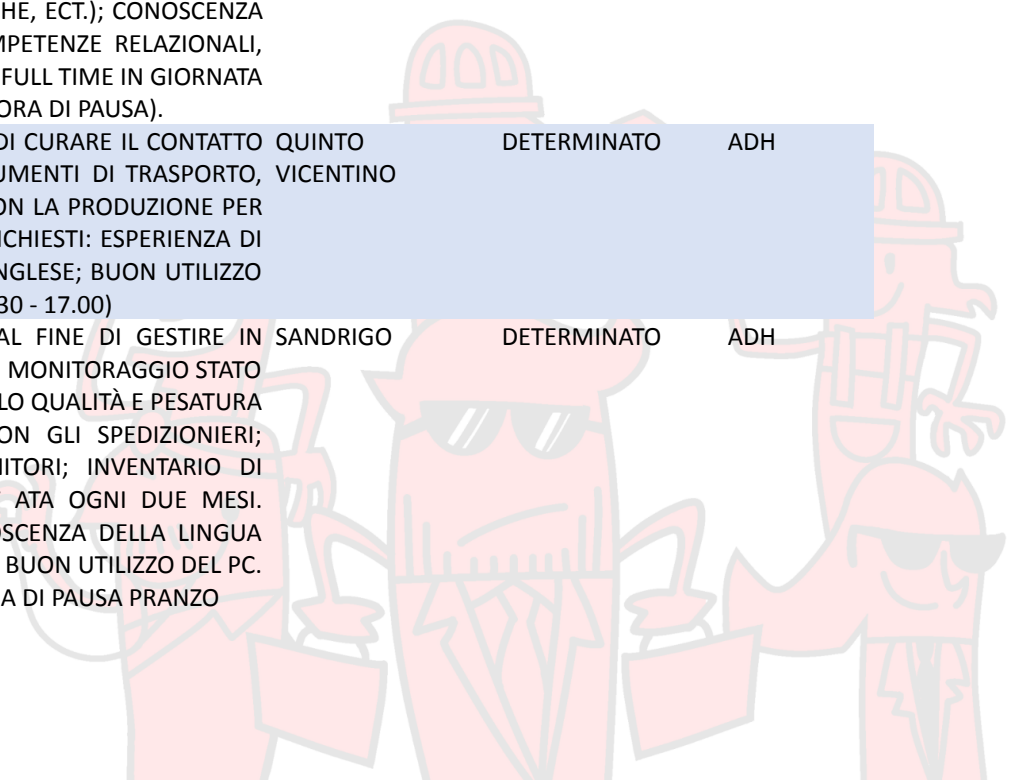 HE, ECT.); CONOSCENZA
MPETENZE RELAZIONALI,
FULL TIME IN GIORNATA
ORA DI PAUSA).
DI CURARE IL CONTATTO QUINTO DETERMINATO ADH
UMENTI DI TRASPORTO, VICENTINO
ON LA PRODUZIONE PER
ICHIESTI: ESPERIENZA DI
NGLESE; BUON UTILIZZO
30 - 17.00)
AL FINE DI GESTIRE IN SANDRIGO DETERMINATO ADH
MONITORAGGIO STATO
LO QUALITÀ E PESATURA
ON GLI SPEDIZIONIERI;
NITORI; INVENTARIO DI
ATA OGNI DUE MESI.
OSCENZA DELLA LINGUA
BUON UTILIZZO DEL PC.
A DI PAUSA PRANZO